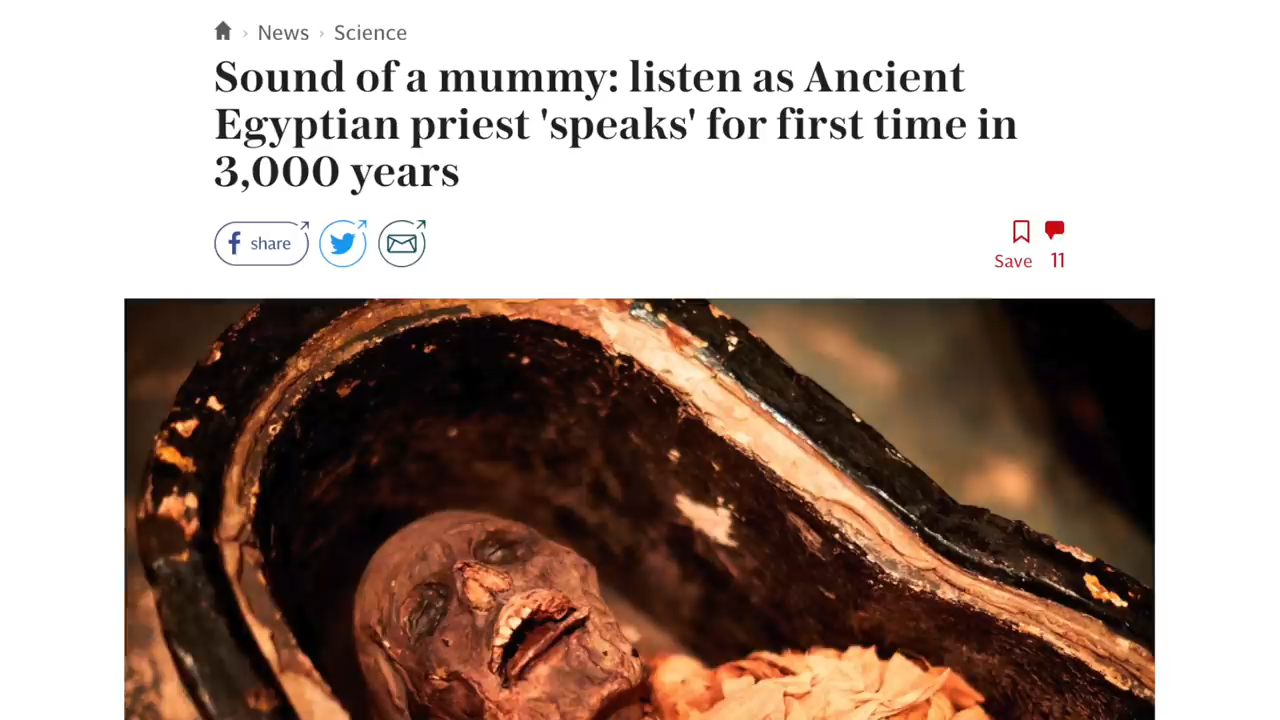 News › Science
Sound of a mummy: listen as Ancient
Egyptian priest 'speaks' for first time in
3,000 years
share
Save 11